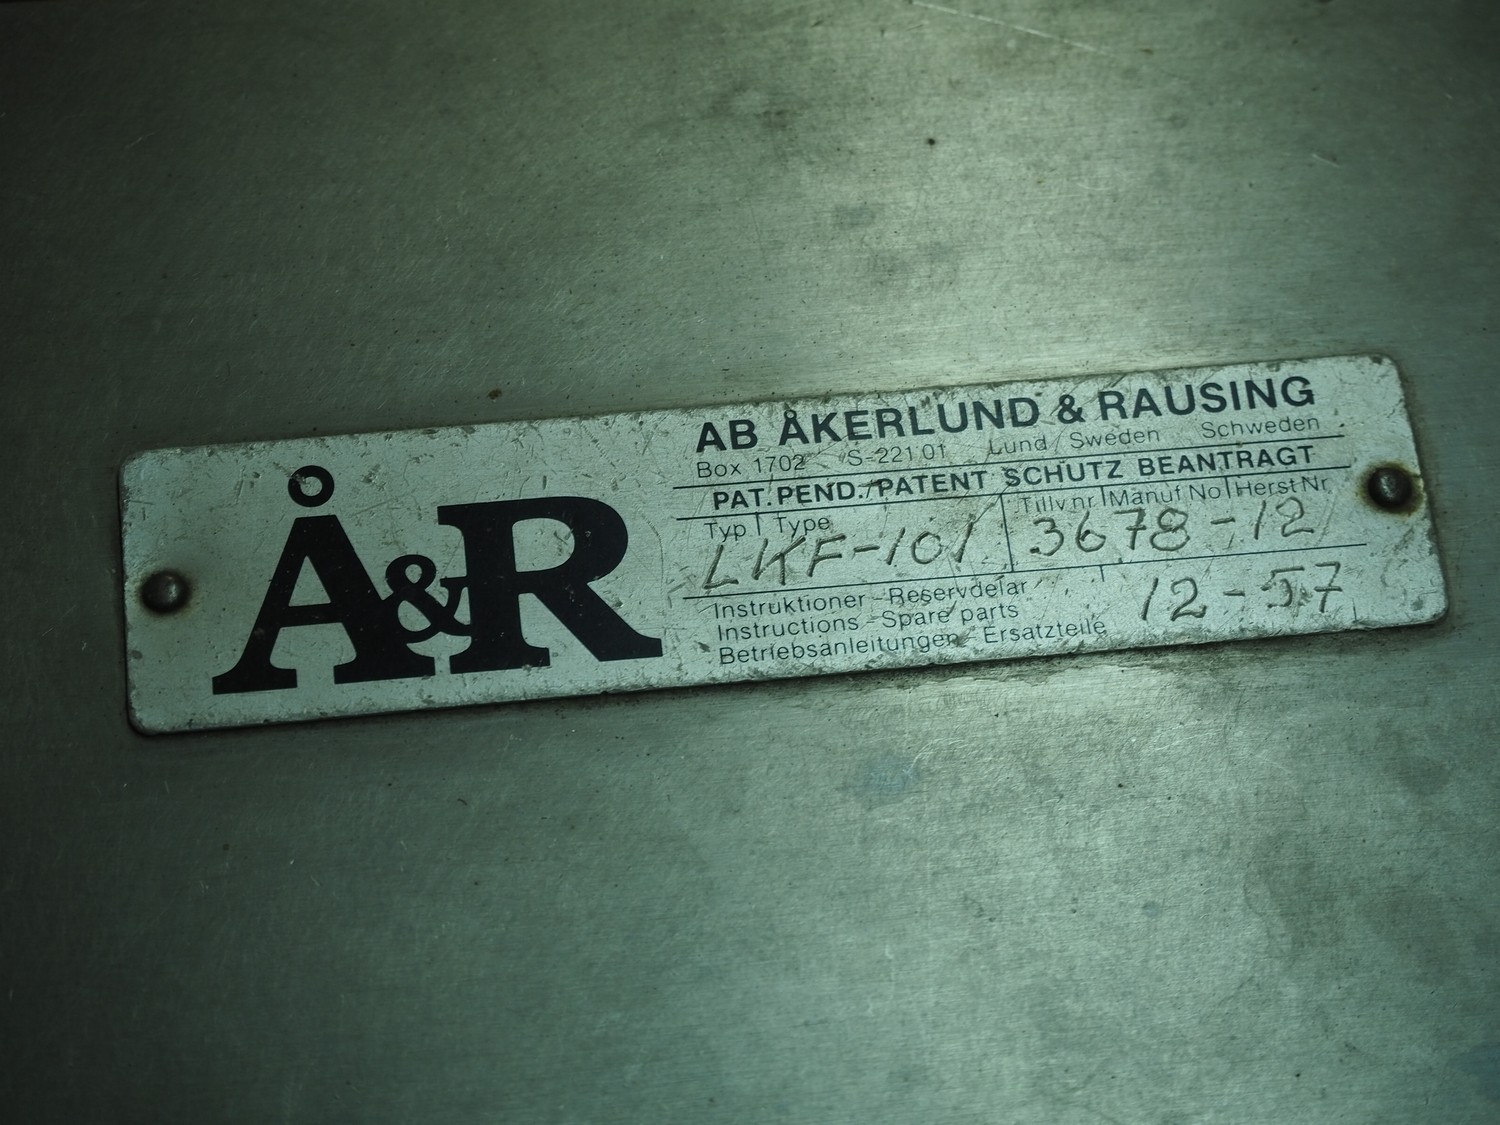 Å&R
AB ÅKERLUND & RAUSING
Box 1702 S-221 01 Lund/Sweden Schweden
PAT. PEND./PATENT SCHUTZ BEANTRAGT
Typ | Type Tillv.nr | Manuf No | Herst Nr.
LKF-101 3678-12
Instruktioner - Reservdelar
Instructions - Spare parts 12-57
Betriebsanleitungen - Ersatzteile